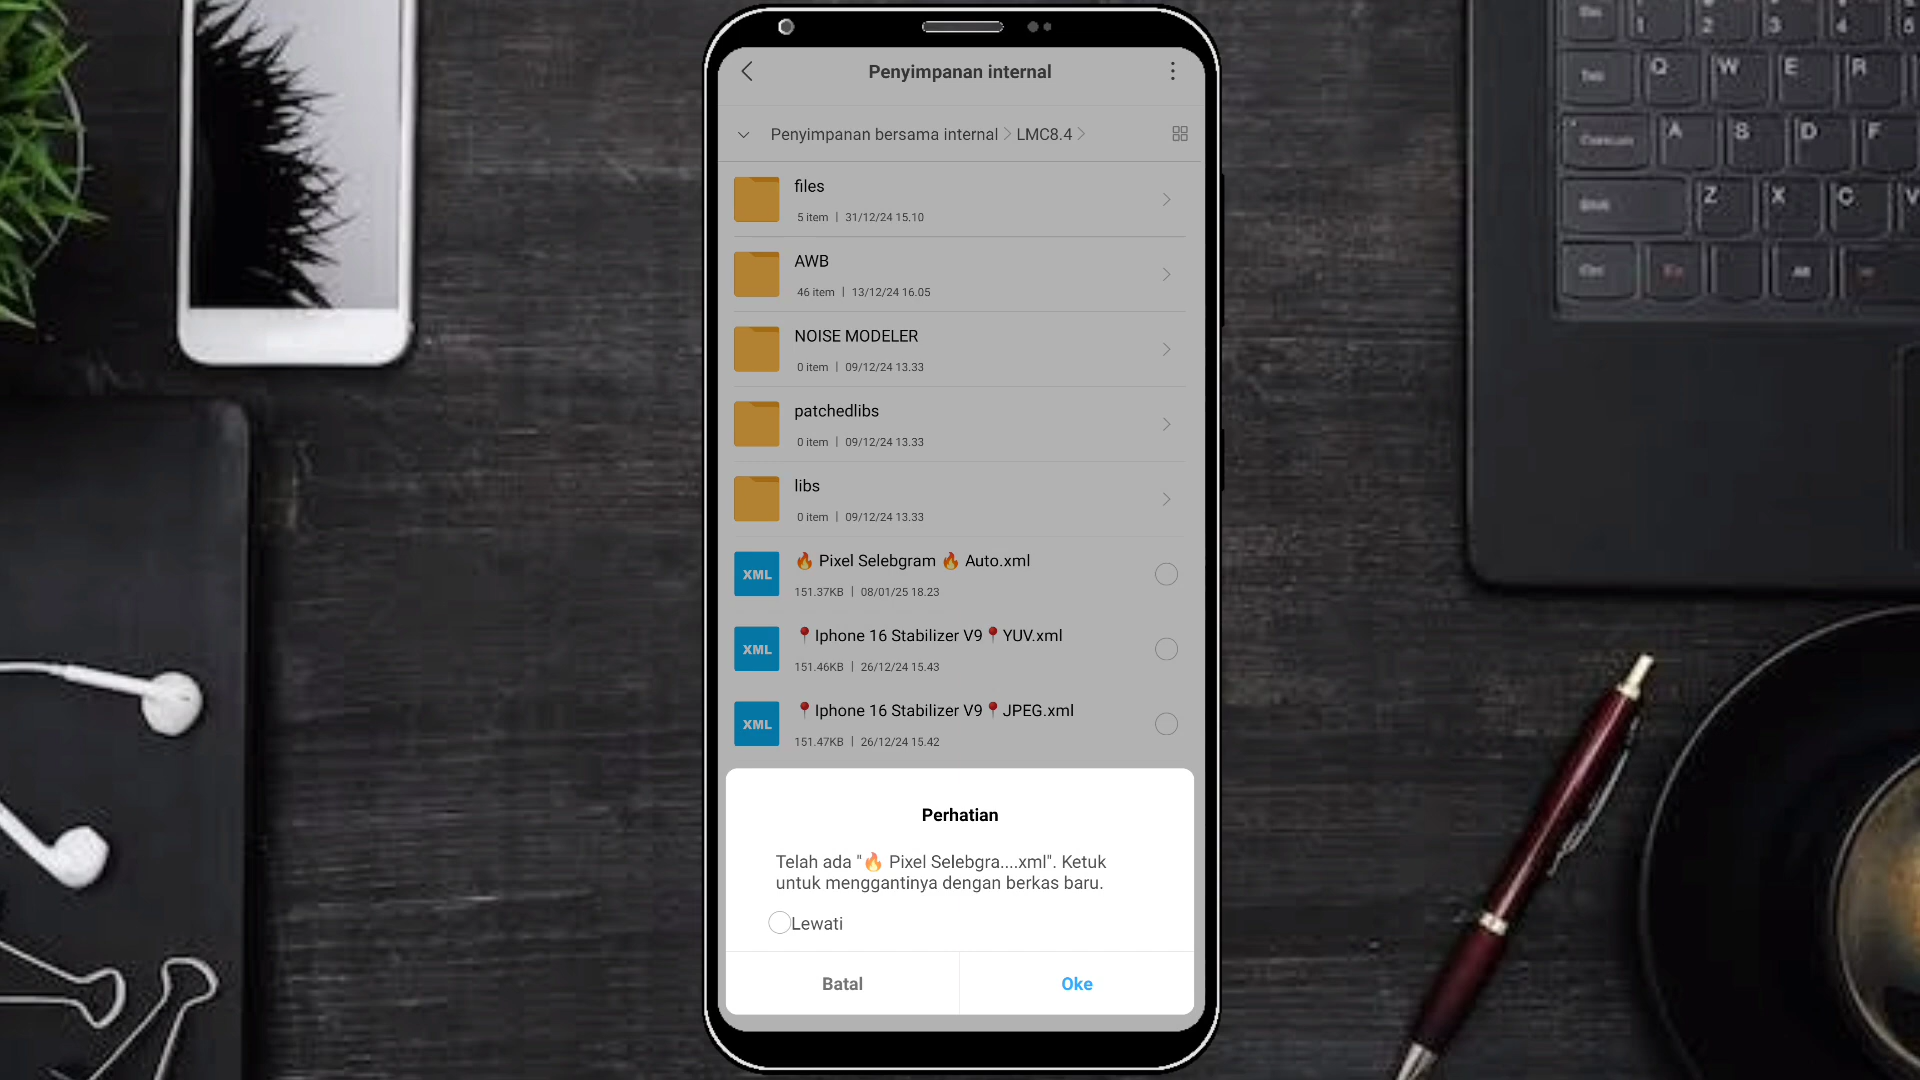 Penyimpanan internal
Penyimpanan bersama internal > LMC8.4 >
files
5 item | 31/12/24 15.10
AWB
46 item | 13/12/24 16.05
NOISE MODELER
0 item | 09/12/24 13.33
patchedlibs
0 item | 09/12/24 13.33
libs
0 item | 09/12/24 13.33
XML
🔥 Pixel Selebgram 🔥 Auto.xml
151.37KB | 08/01/25 18.23
XML
📍Iphone 16 Stabilizer V9📍YUV.xml
151.46KB | 26/12/24 15.43
XML
📍Iphone 16 Stabilizer V9📍JPEG.xml
151.47KB | 26/12/24 15.42
Perhatian
Telah ada "🔥 Pixel Selebgra....xml". Ketuk
untuk menggantinya dengan berkas baru.
Lewati
Batal
Oke
1 2 3 4 5
Q W E R
A S D F
Z X C V